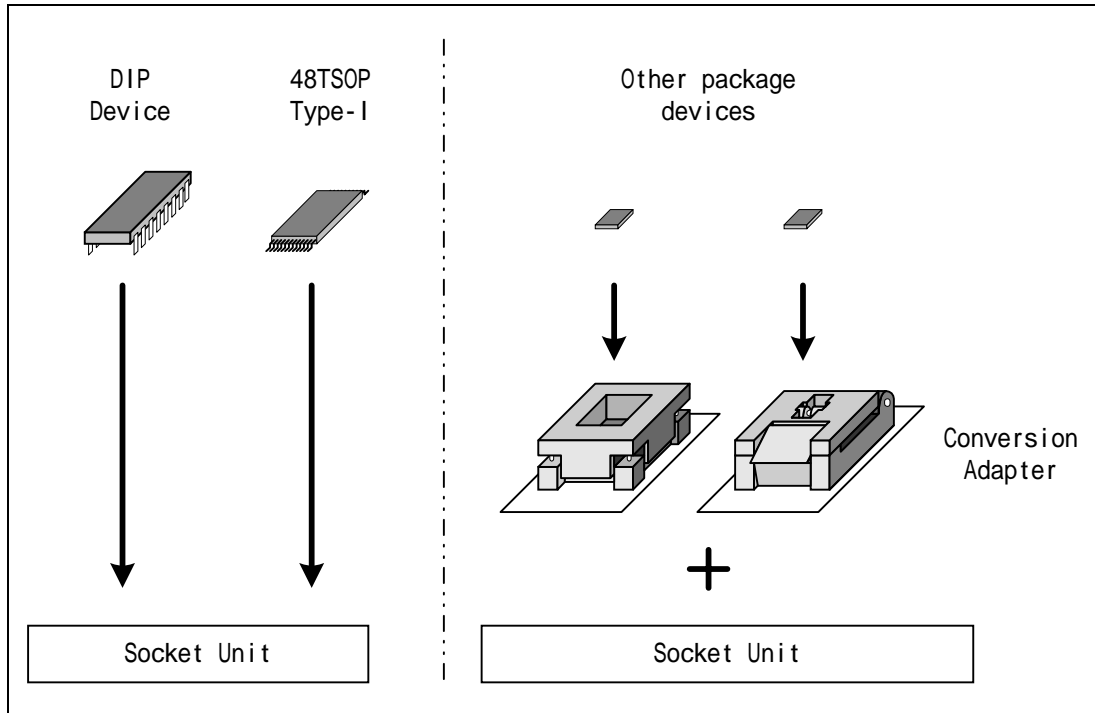 DIP
Device
48TSOP
Type-I
Other package
devices
Conversion
Adapter
Socket Unit
Socket Unit